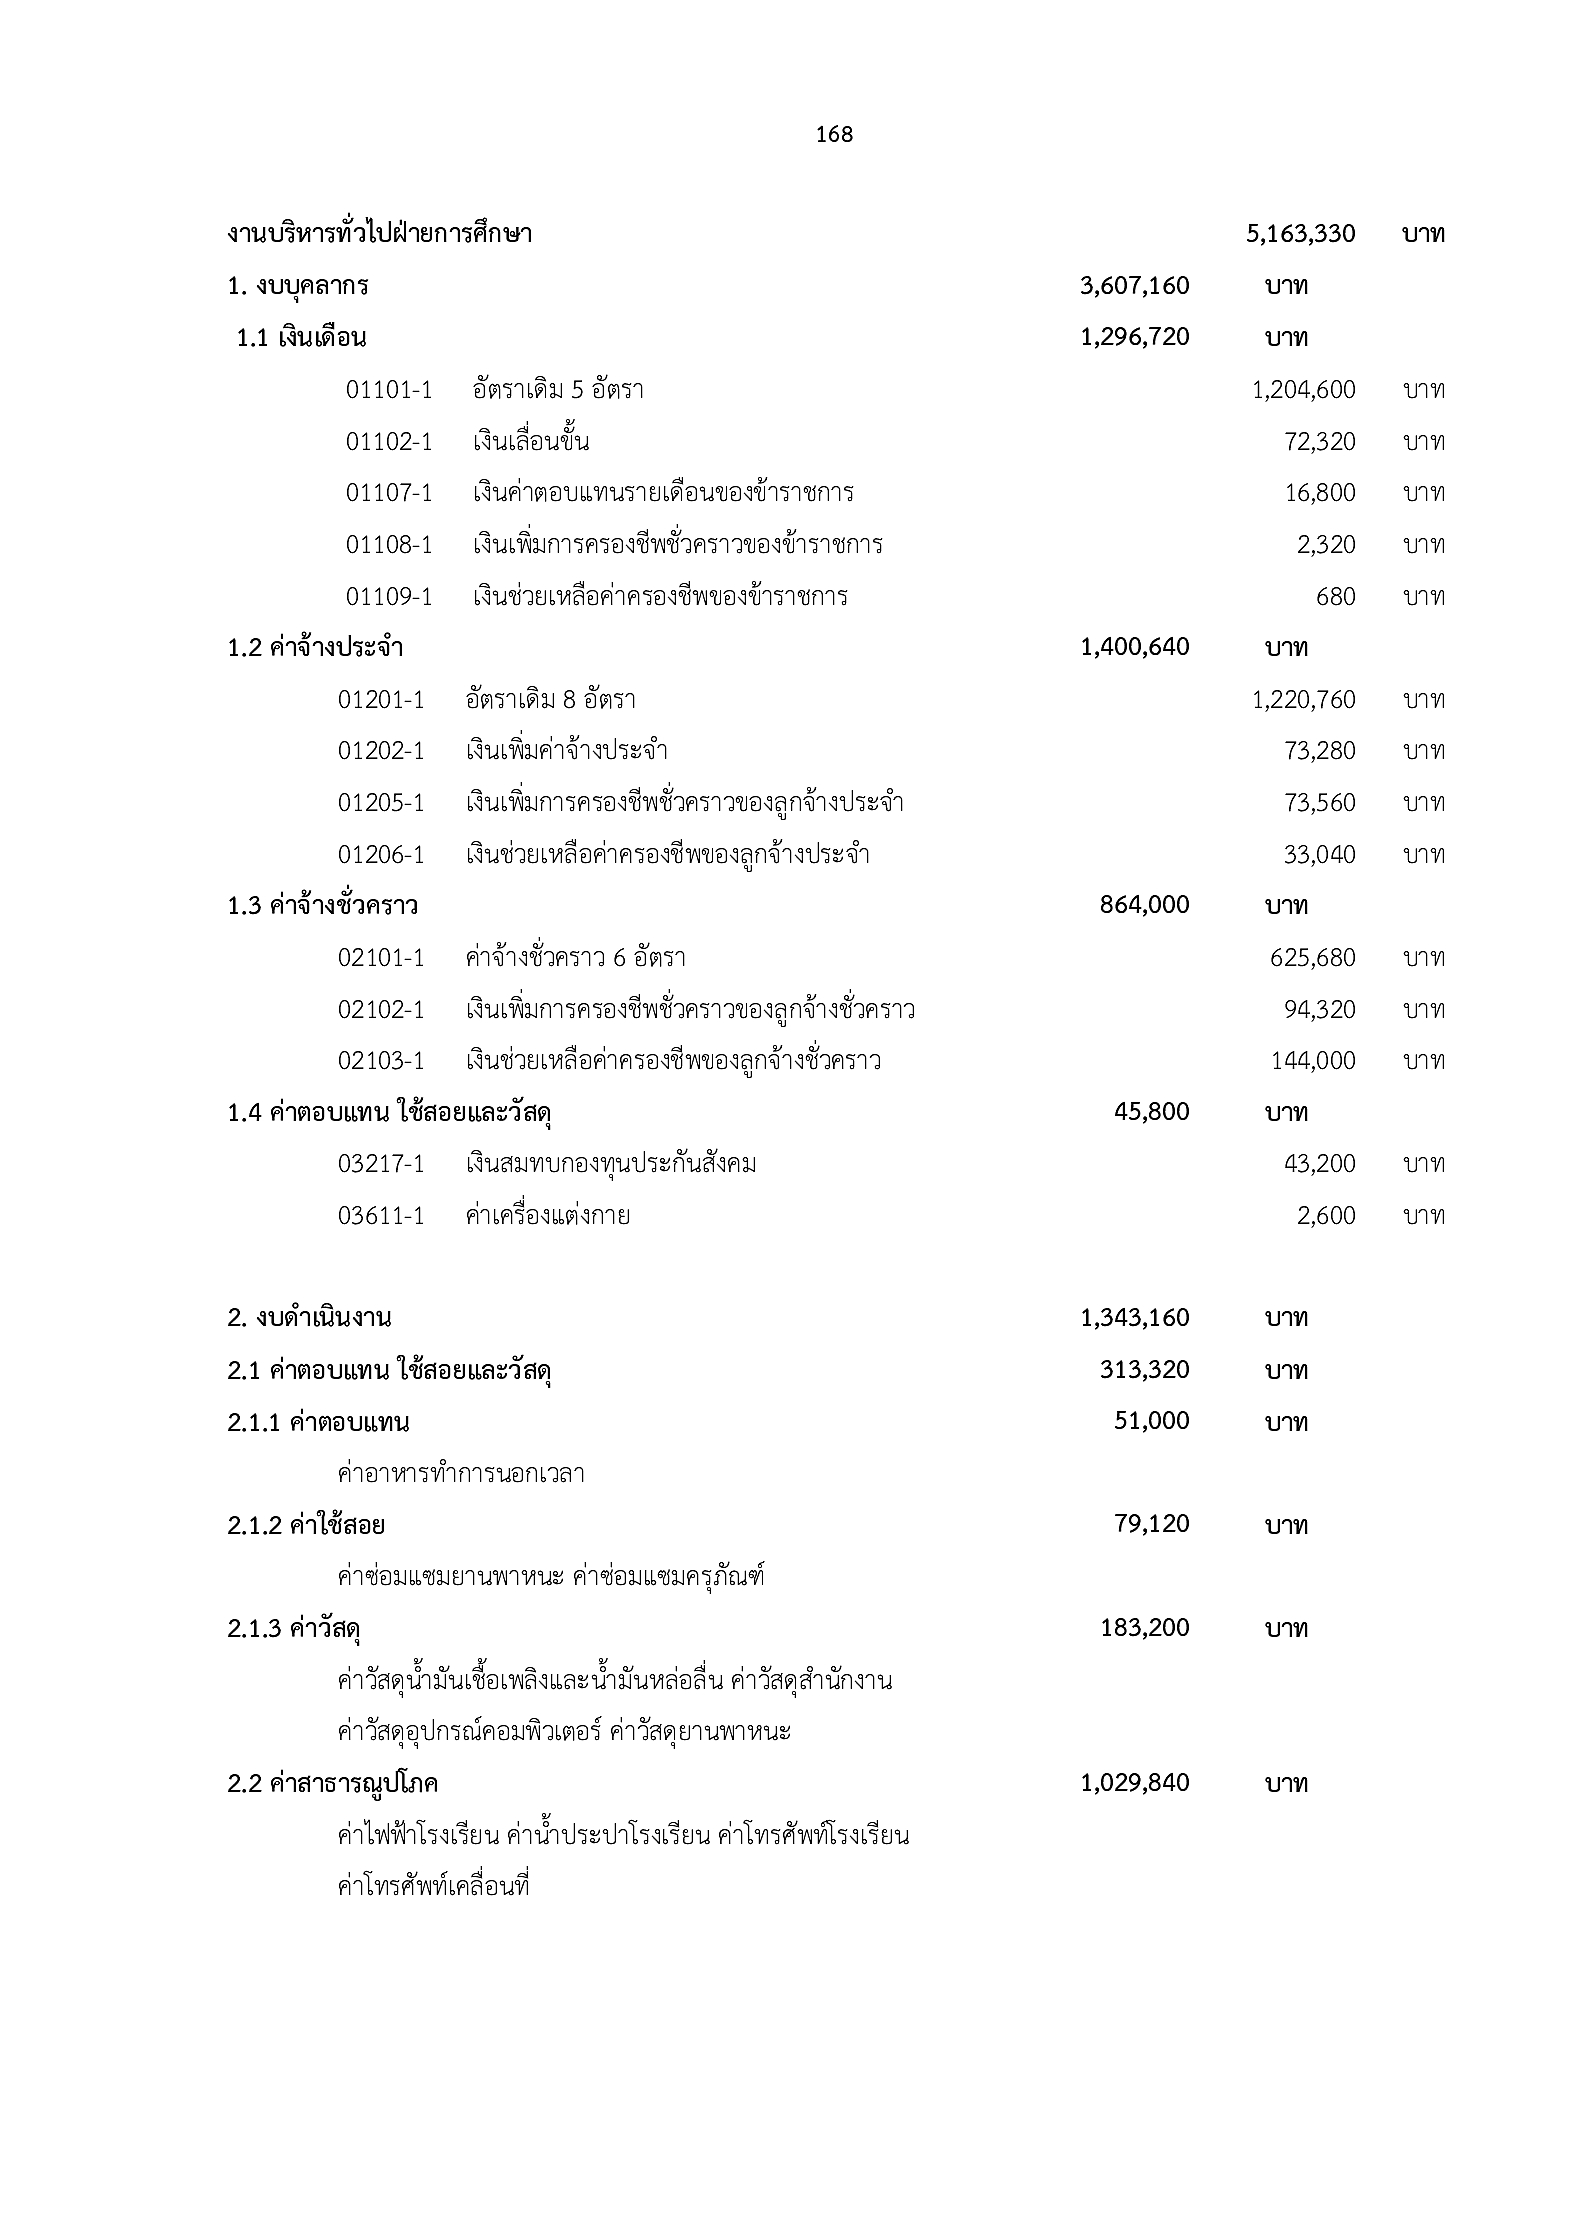 168
งานบริหารทั่วไปฝ่ายการศึกษา 5,163,330 บาท
1. งบบุคลากร 3,607,160 บาท
1.1 เงินเดือน 1,296,720 บาท
01101-1 อัตราเดิม 5 อัตรา 1,204,600 บาท
01102-1 เงินเลื่อนขั้น 72,320 บาท
01107-1 เงินค่าตอบแทนรายเดือนของข้าราชการ 16,800 บาท
01108-1 เงินเพิ่มการครองชีพชั่วคราวของข้าราชการ 2,320 บาท
01109-1 เงินช่วยเหลือค่าครองชีพของข้าราชการ 680 บาท
1.2 ค่าจ้างประจำ 1,400,640 บาท
01201-1 อัตราเดิม 8 อัตรา 1,220,760 บาท
01202-1 เงินเพิ่มค่าจ้างประจำ 73,280 บาท
01205-1 เงินเพิ่มการครองชีพชั่วคราวของลูกจ้างประจำ 73,560 บาท
01206-1 เงินช่วยเหลือค่าครองชีพของลูกจ้างประจำ 33,040 บาท
1.3 ค่าจ้างชั่วคราว 864,000 บาท
02101-1 ค่าจ้างชั่วคราว 6 อัตรา 625,680 บาท
02102-1 เงินเพิ่มการครองชีพชั่วคราวของลูกจ้างชั่วคราว 94,320 บาท
02103-1 เงินช่วยเหลือค่าครองชีพของลูกจ้างชั่วคราว 144,000 บาท
1.4 ค่าตอบแทน ใช้สอยและวัสดุ 45,800 บาท
03217-1 เงินสมทบกองทุนประกันสังคม 43,200 บาท
03611-1 ค่าเครื่องแต่งกาย 2,600 บาท
2. งบดำเนินงาน 1,343,160 บาท
2.1 ค่าตอบแทน ใช้สอยและวัสดุ 313,320 บาท
2.1.1 ค่าตอบแทน 51,000 บาท
ค่าอาหารทำการนอกเวลา
2.1.2 ค่าใช้สอย 79,120 บาท
ค่าซ่อมแซมยานพาหนะ ค่าซ่อมแซมครุภัณฑ์
2.1.3 ค่าวัสดุ 183,200 บาท
ค่าวัสดุน้ำมันเชื้อเพลิงและน้ำมันหล่อลื่น ค่าวัสดุสำนักงาน
ค่าวัสดุอุปกรณ์คอมพิวเตอร์ ค่าวัสดุยานพาหนะ
2.2 ค่าสาธารณูปโภค 1,029,840 บาท
ค่าไฟฟ้าโรงเรียน ค่าน้ำประปาโรงเรียน ค่าโทรศัพท์โรงเรียน
ค่าโทรศัพท์เคลื่อนที่